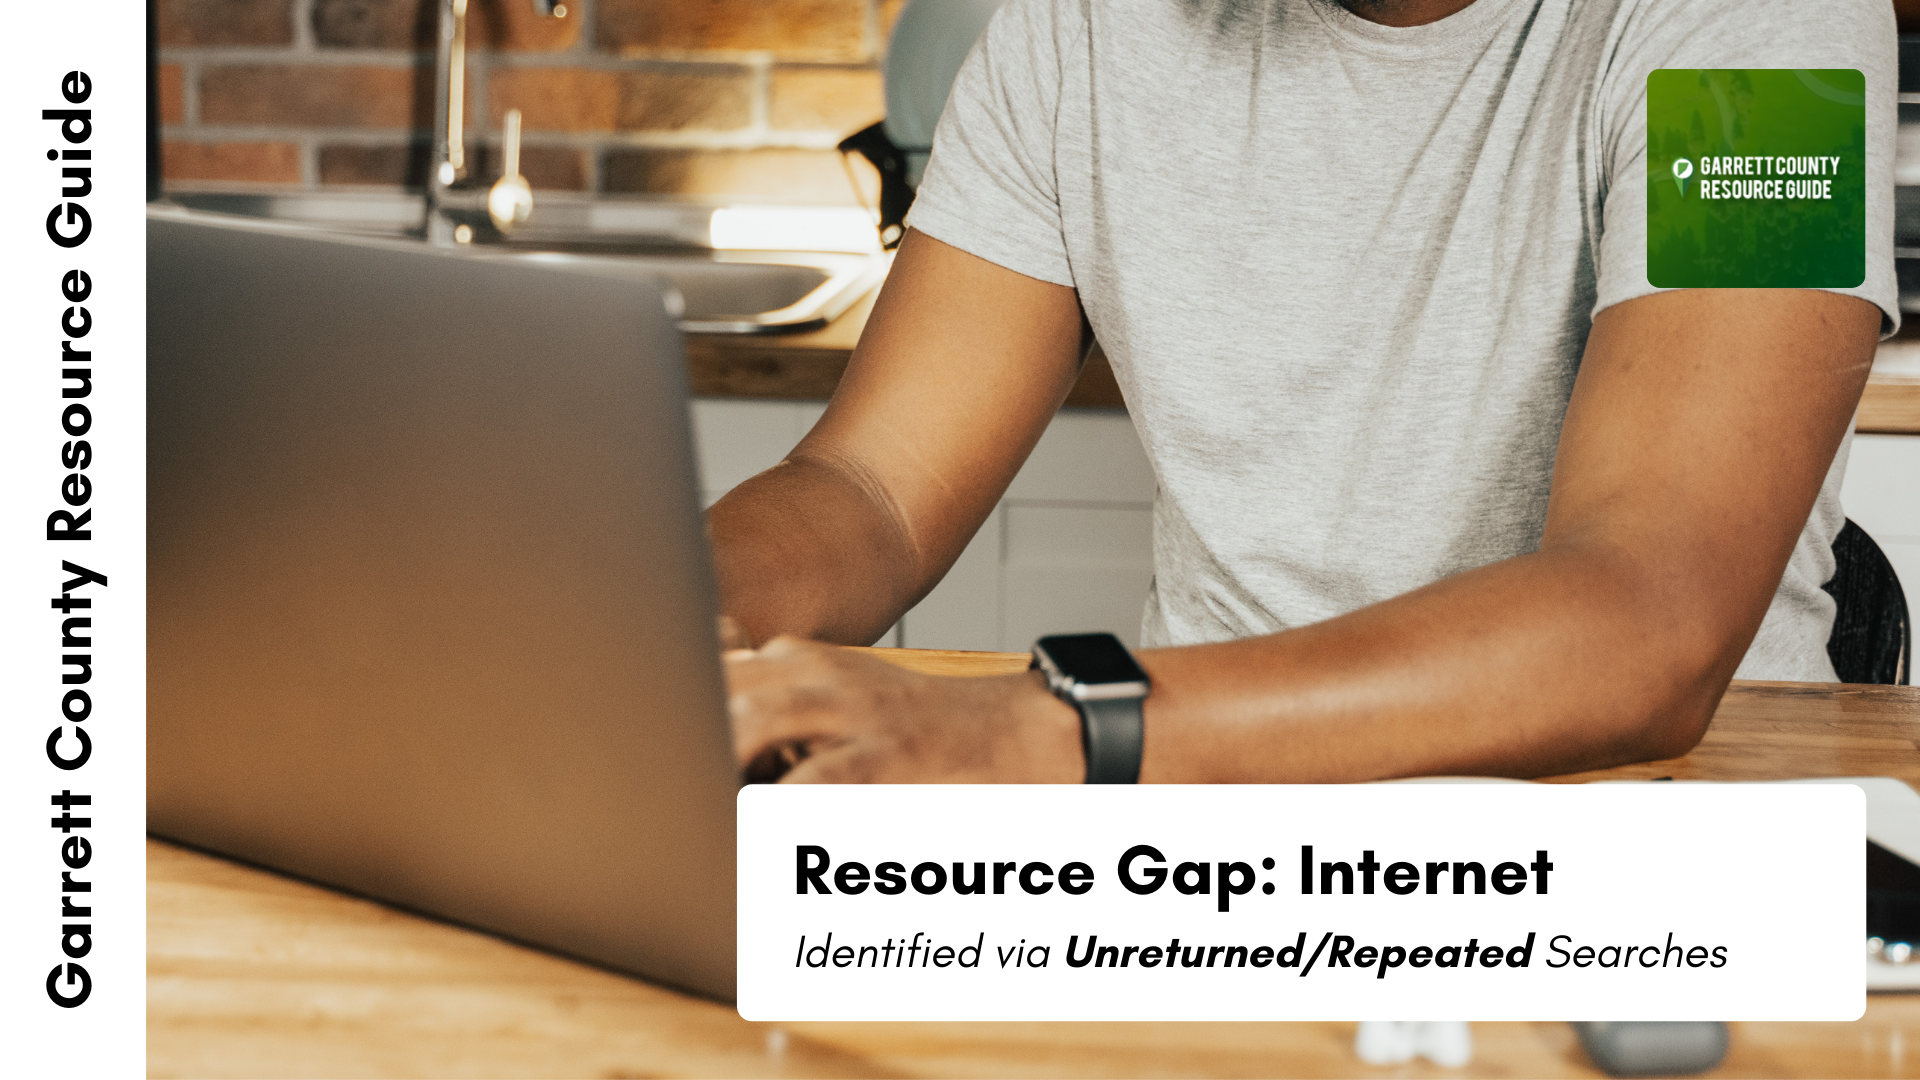 Garrett County Resource Guide
GARRETT COUNTY
RESOURCE GUIDE
Resource Gap: Internet
Identified via Unreturned/Repeated Searches